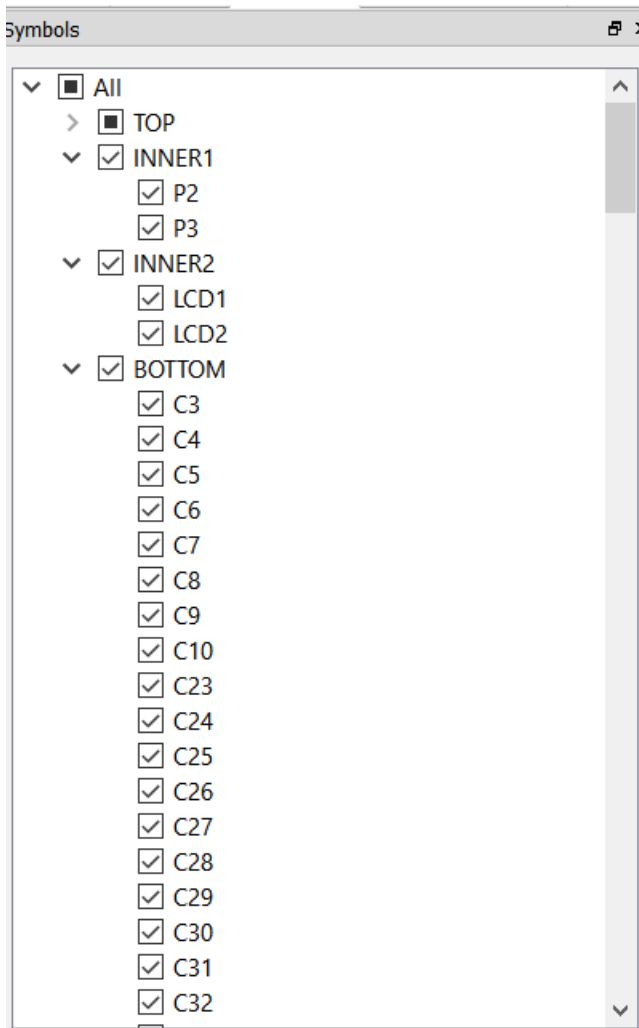 Symbols
All
TOP
INNER1
P2
P3
INNER2
LCD1
LCD2
BOTTOM
C3
C4
C5
C6
C7
C8
C9
C10
C23
C24
C25
C26
C27
C28
C29
C30
C31
C32